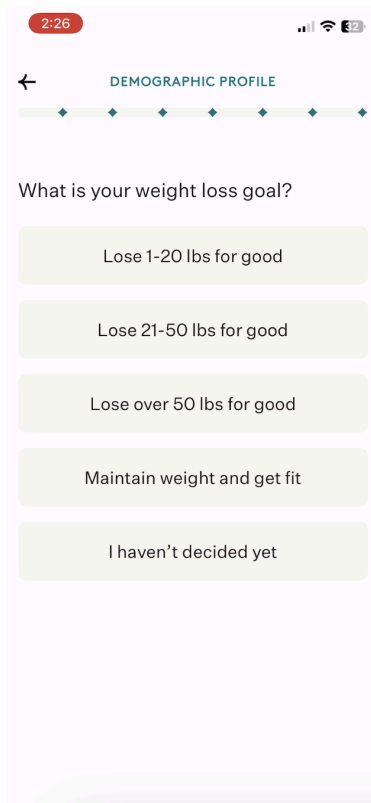 2:26
32
DEMOGRAPHIC PROFILE
What is your weight loss goal?
Lose 1-20 lbs for good
Lose 21-50 lbs for good
Lose over 50 lbs for good
Maintain weight and get fit
I haven’t decided yet